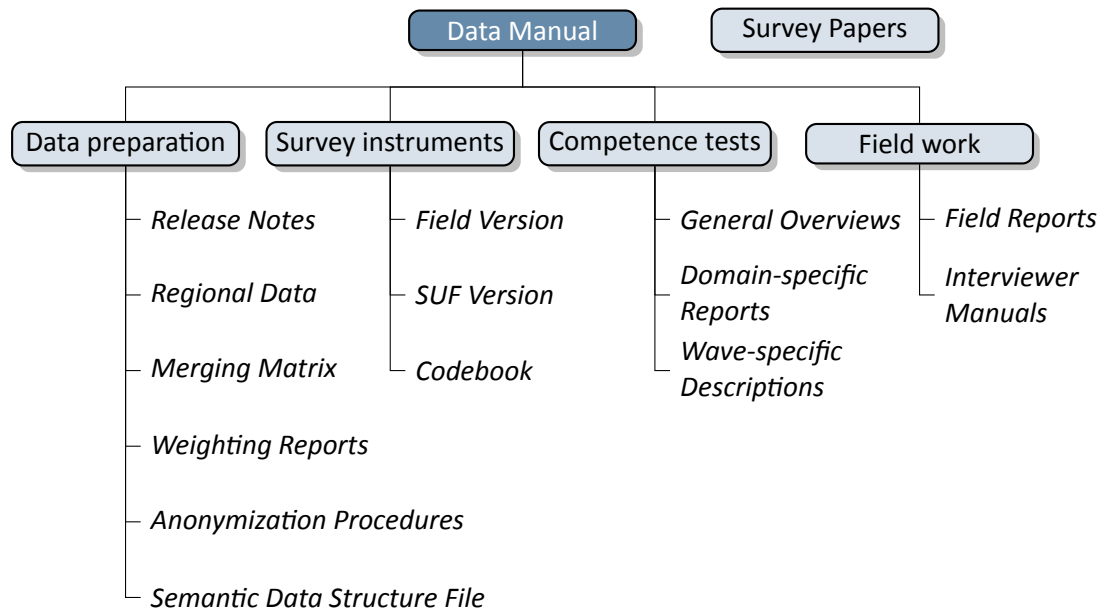 Data Manual
Survey Papers
Data preparation
Survey instruments
Competence tests
Field work
Release Notes
Regional Data
Merging Matrix
Weighting Reports
Anonymization Procedures
Semantic Data Structure File
Field Version
SUF Version
Codebook
General Overviews
Domain-specific
Reports
Wave-specific
Descriptions
Field Reports
Interviewer
Manuals